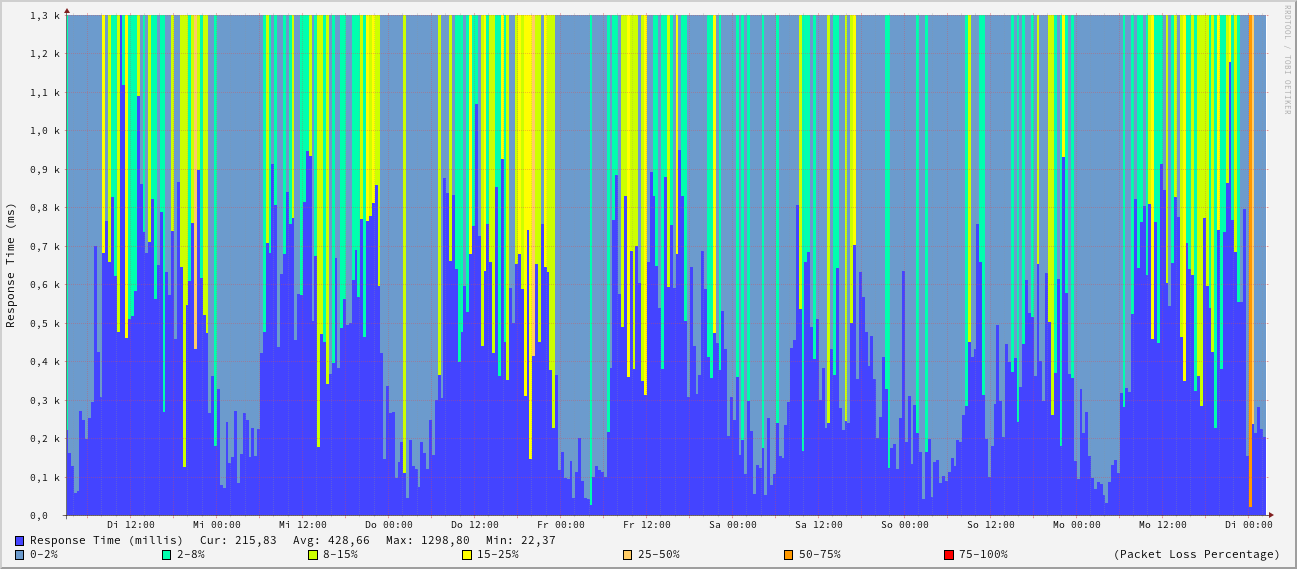 RRDTOOL / TOBI OETIKER
Response Time (ms)
1,3 k
1,2 k
1,1 k
1,0 k
0,9 k
0,8 k
0,7 k
0,6 k
0,5 k
0,4 k
0,3 k
0,2 k
0,1 k
0,0
Di 12:00 Mi 00:00 Mi 12:00 Do 00:00 Do 12:00 Fr 00:00 Fr 12:00 Sa 00:00 Sa 12:00 So 00:00 So 12:00 Mo 00:00 Mo 12:00 Di 00:00
Response Time (millis) Cur: 215,83 Avg: 428,66 Max: 1298,80 Min: 22,37
0-2% 2-8% 8-15% 15-25% 25-50% 50-75% 75-100% (Packet Loss Percentage)